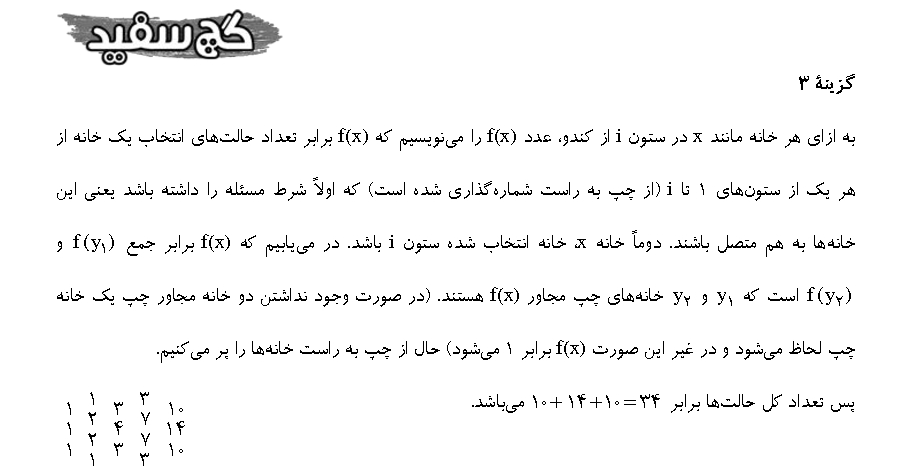 گچ سفید
گزینهٔ ۳
به ازای هر خانه مانند x در ستون i از کندو، عدد f(x) را می‌نویسیم که f(x) برابر تعداد حالت‌های انتخاب یک خانه از
هر یک از ستون‌های ۱ تا i (از چپ به راست شماره‌گذاری شده است) که اولاً شرط مسئله را داشته باشد یعنی این
خانه‌ها به هم متصل باشند. دوماً خانه x، خانه انتخاب شده ستون i باشد. در می‌یابیم که f(x) برابر جمع f(y₁) و
f(y₂) است که y₁ و y₂ خانه‌های چپ مجاور f(x) هستند. (در صورت وجود نداشتن دو خانه مجاور چپ یک خانه
چپ لحاظ می‌شود و در غیر این صورت f(x) برابر ۱ می‌شود) حال از چپ به راست خانه‌ها را پر می‌کنیم.
پس تعداد کل حالت‌ها برابر ۱۰+۱۴+۱۰=۳۴ می‌باشد.
۱ ۳
۱ ۳ ۱۰
۲ ۷
۱ ۴ ۱۴
۲ ۷
۱ ۳ ۱۰
۱ ۳